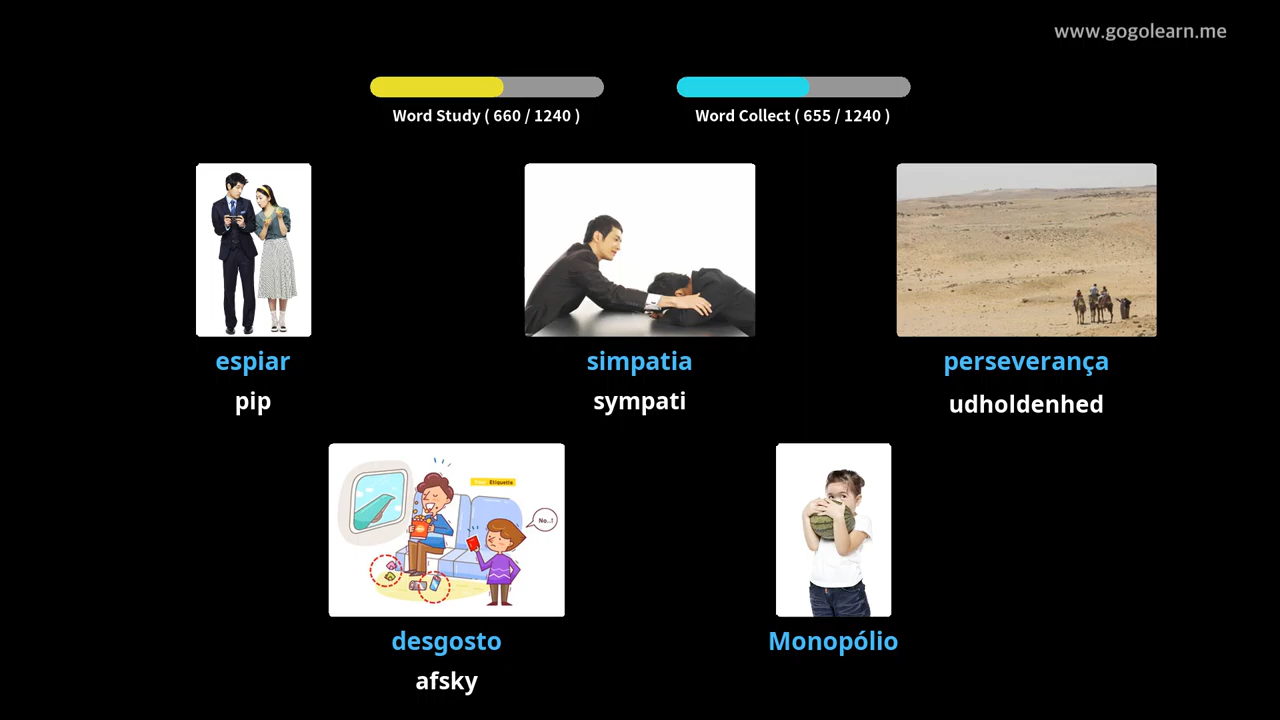 www.gogolearn.me
Word Study ( 660 / 1240 )
Word Collect ( 655 / 1240 )
espiar
pip
simpatia
sympati
perseverança
udholdenhed
Etiquette
No..!
desgosto
afsky
Monopólio